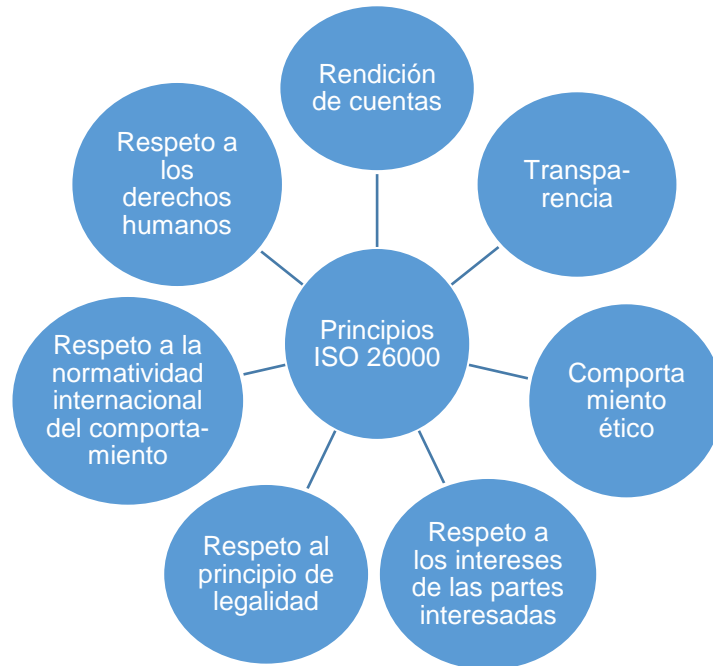 Rendición
de cuentas
Transpa-
rencia
Comporta
miento
ético
Respeto a
los intereses
de las partes
interesadas
Respeto al
principio de
legalidad
Respeto a la
normatividad
internacional
del comporta-
miento
Respeto a
los
derechos
humanos
Principios
ISO 26000